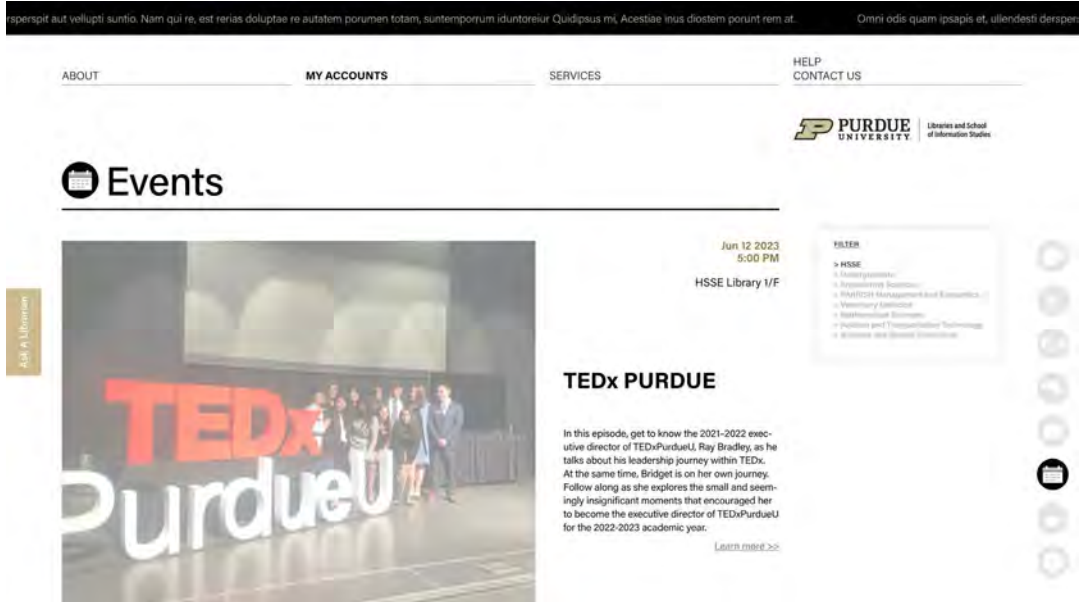 rsperspit aut vellupti suntio. Nam qui re, est rerias doluptae re autatem porumen totam, suntemporrum iduntoreiur Quidipsus mi, Acestiae inus diostem porunt rem at.
Omni odis quam ipsapis et, ullendesti dersper
ABOUT
MY ACCOUNTS
SERVICES
HELP
CONTACT US
PURDUE
UNIVERSITY
Libraries and School
of Information Studies
Events
Jun 12 2023
5:00 PM
HSSE Library 1/F
FILTER
> HSSE
Ask A Librarian
TEDx
PurdueU
TEDx PURDUE
In this episode, get to know the 2021-2022 exec-
utive director of TEDxPurdueU, Ray Bradley, as he
talks about his leadership journey within TEDx.
At the same time, Bridget is on her own journey.
Follow along as she explores the small and seem-
ingly insignificant moments that encouraged her
to become the executive director of TEDxPurdueU
for the 2022-2023 academic year.
Learn more >>